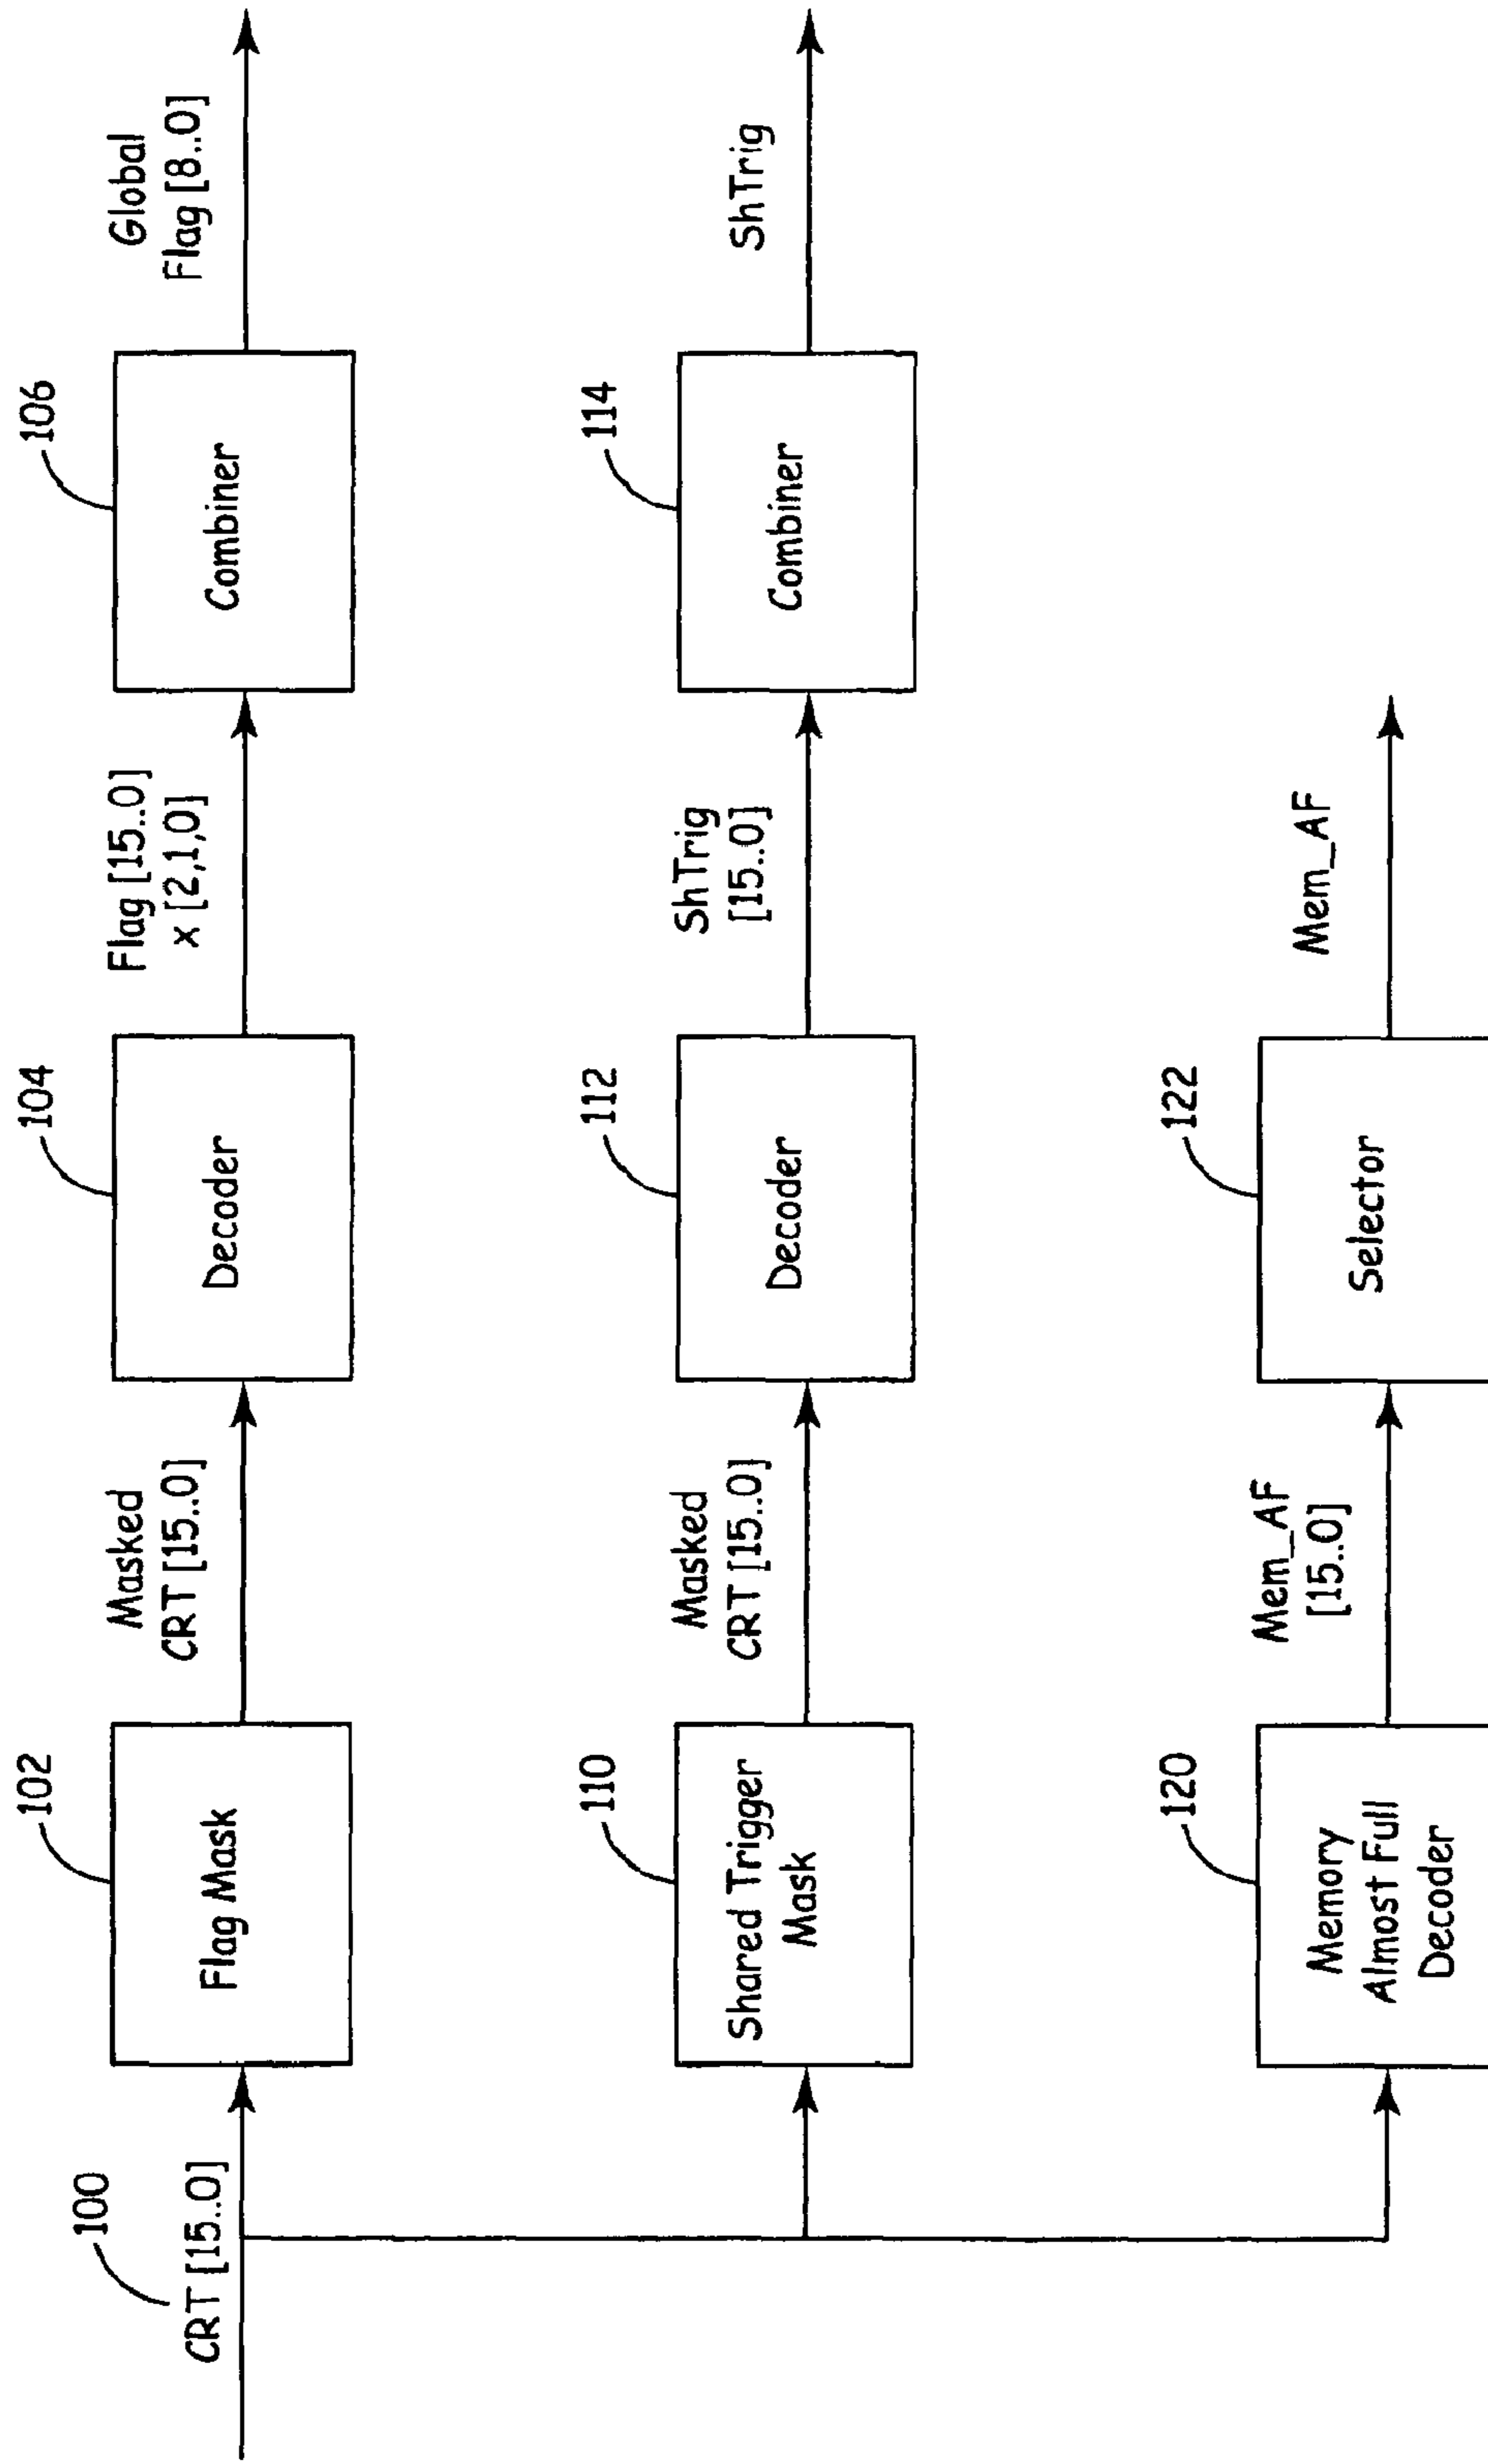 100
CRT [15..0]
102
Flag Mask
Masked
CRT [15..0]
104
Decoder
Flag [15..0]
x [2,1,0]
106
Combiner
Global
Flag [8..0]
110
Shared Trigger
Mask
Masked
CRT [15..0]
112
Decoder
ShTrig
[15..0]
114
Combiner
ShTrig
120
Memory
Almost Full
Decoder
Mem_AF
[15..0]
122
Selector
Mem_AF